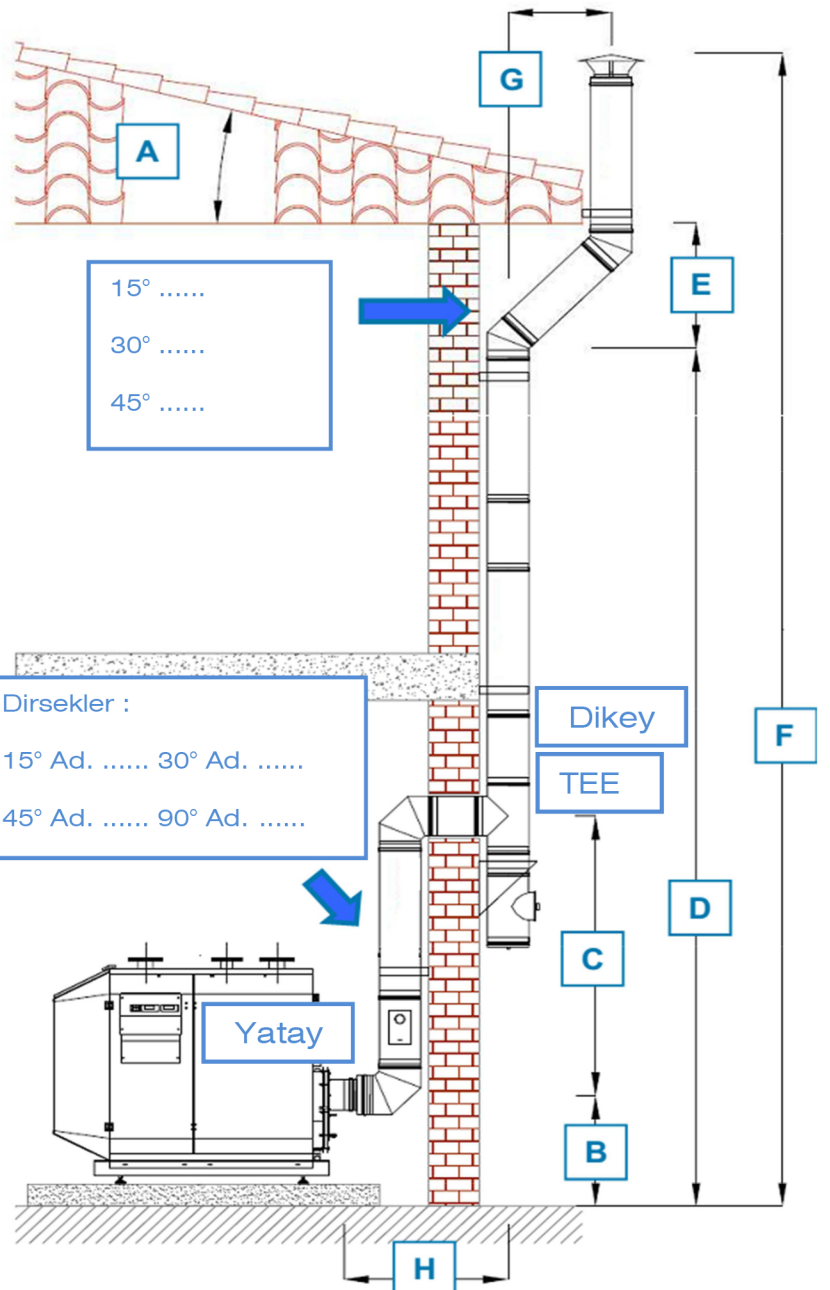 G
A
E
15° ......
30° ......
45° ......
Dirsekler :
15° Ad. ...... 30° Ad. ......
45° Ad. ...... 90° Ad. ......
Dikey
TEE
F
D
C
Yatay
B
H